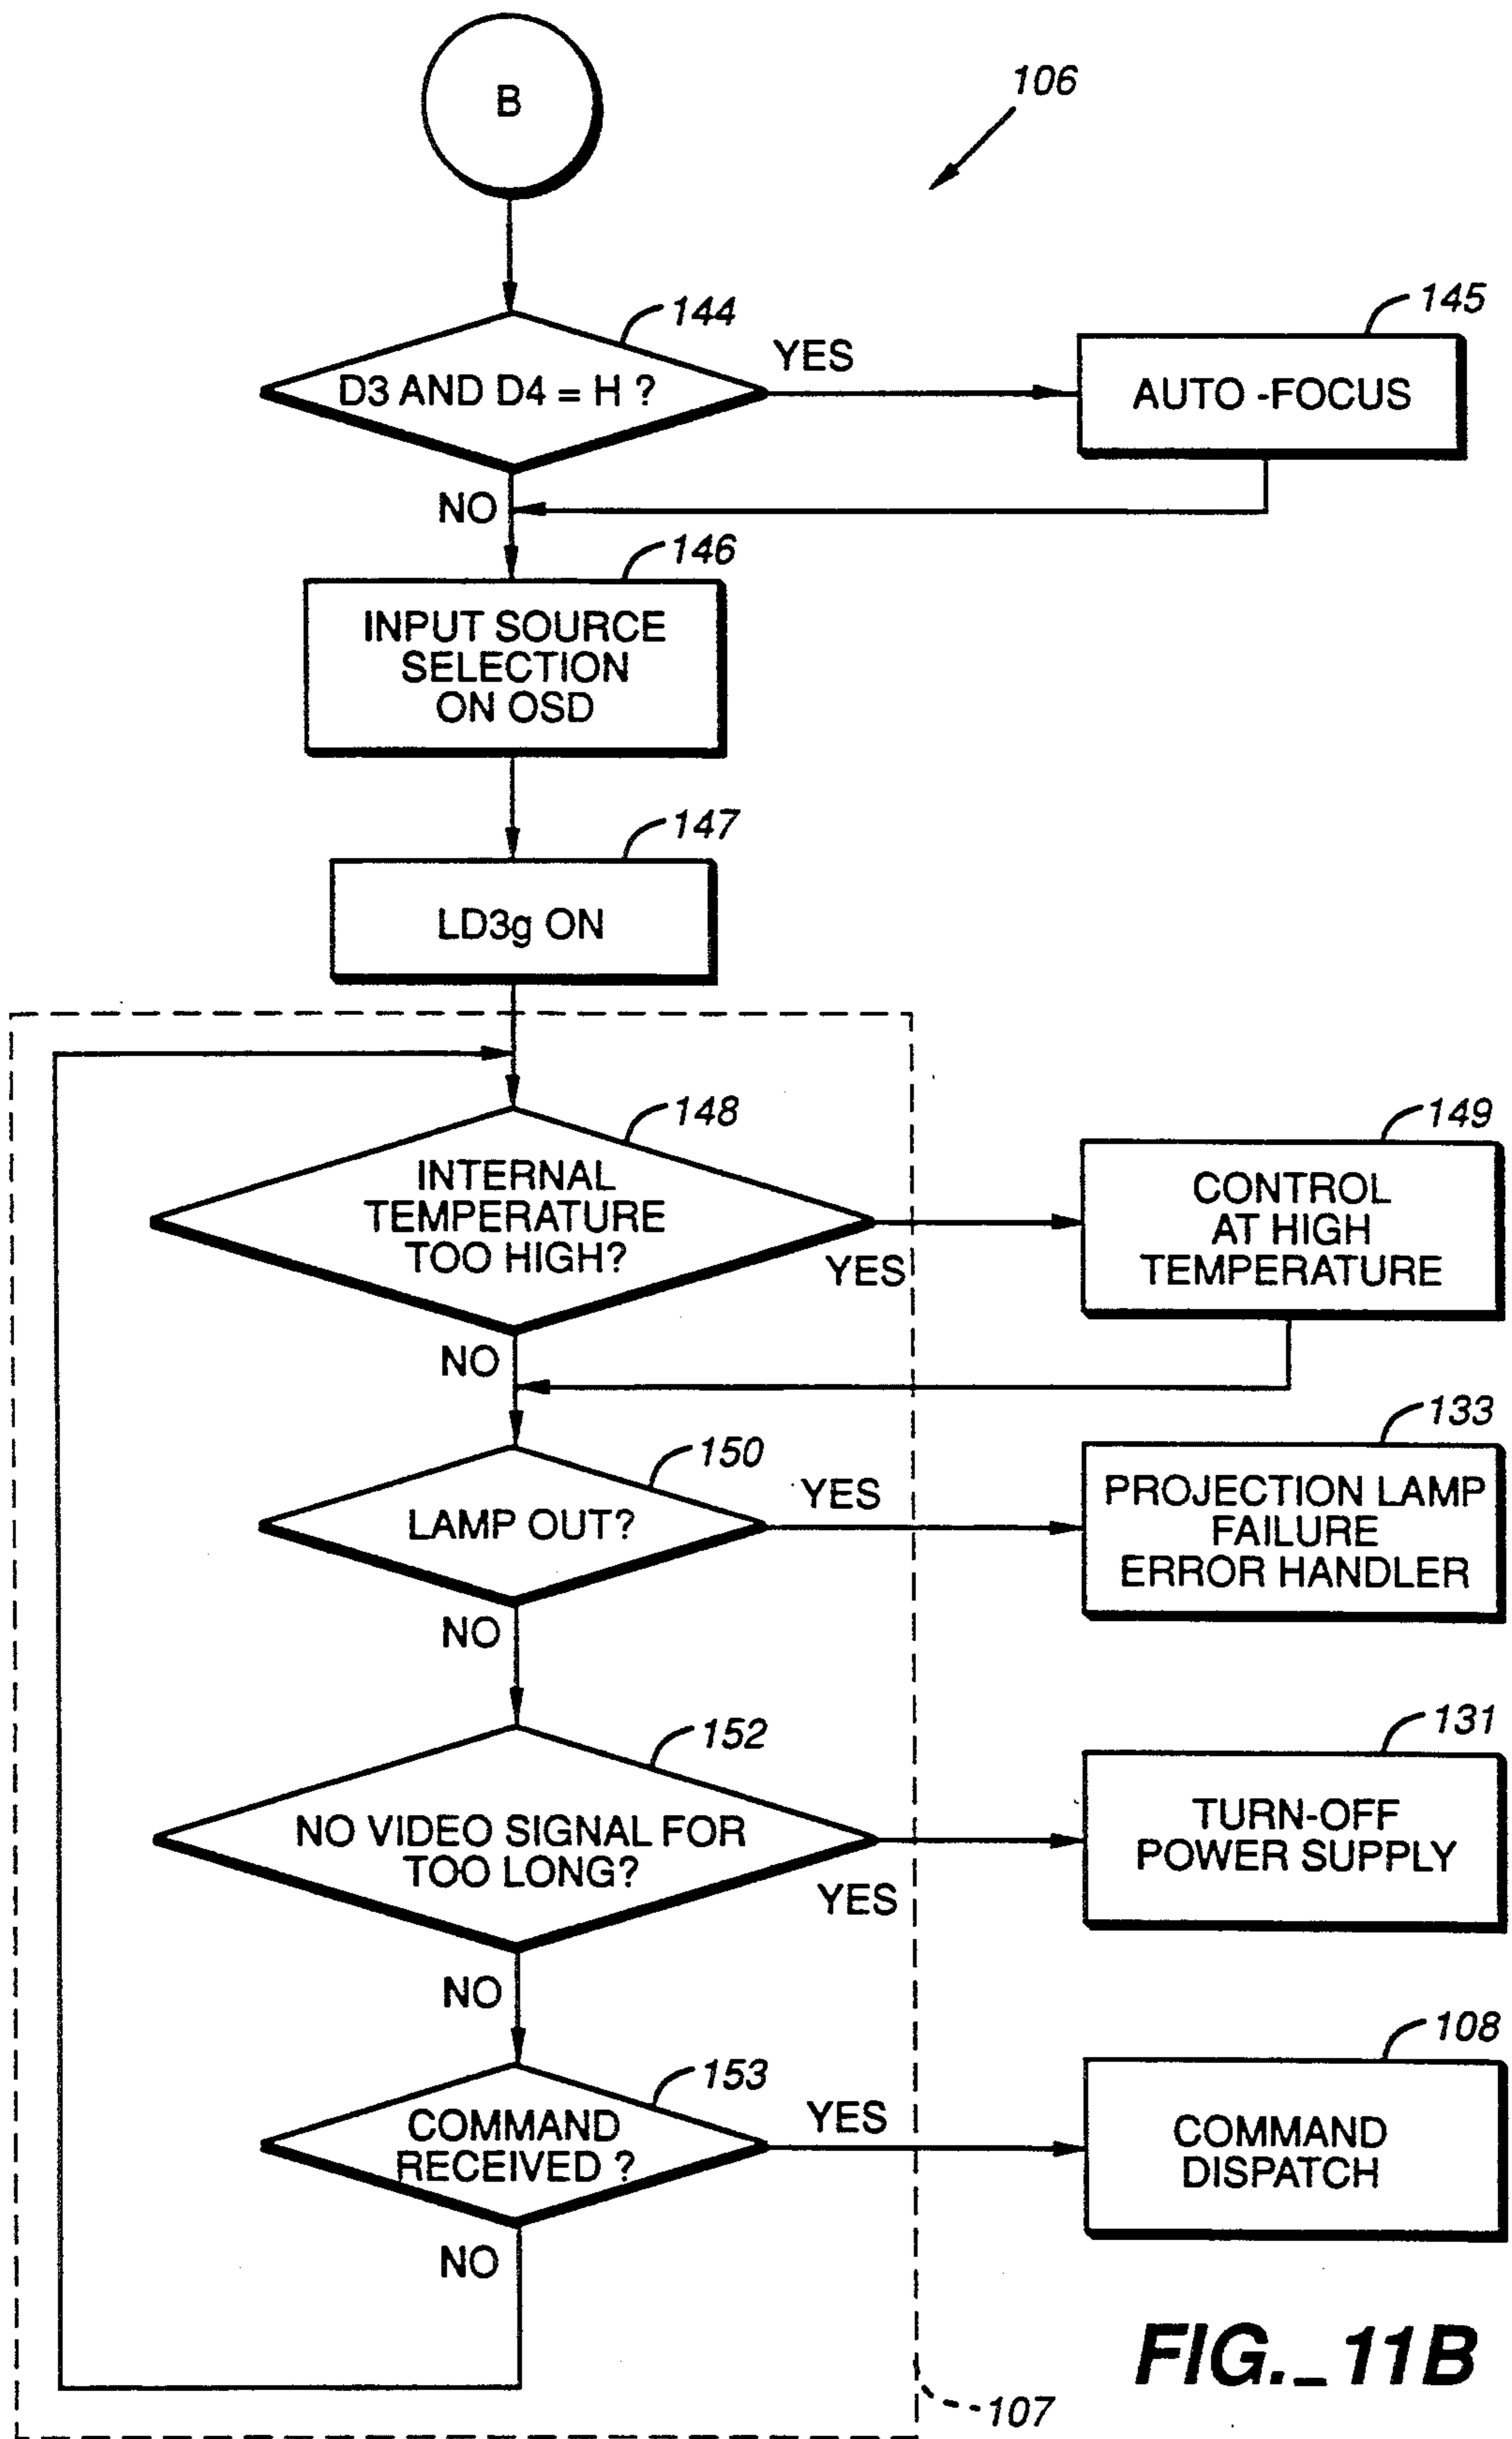 B
106
144
D3 AND D4 = H ?
YES
145
AUTO -FOCUS
NO
146
INPUT SOURCE
SELECTION
ON OSD
147
LD3g ON
148
INTERNAL
TEMPERATURE
TOO HIGH?
YES
149
CONTROL
AT HIGH
TEMPERATURE
NO
150
LAMP OUT?
YES
133
PROJECTION LAMP
FAILURE
ERROR HANDLER
NO
152
NO VIDEO SIGNAL FOR
TOO LONG?
YES
131
TURN-OFF
POWER SUPPLY
NO
153
COMMAND
RECEIVED ?
YES
108
COMMAND
DISPATCH
NO
107
FIG._11B